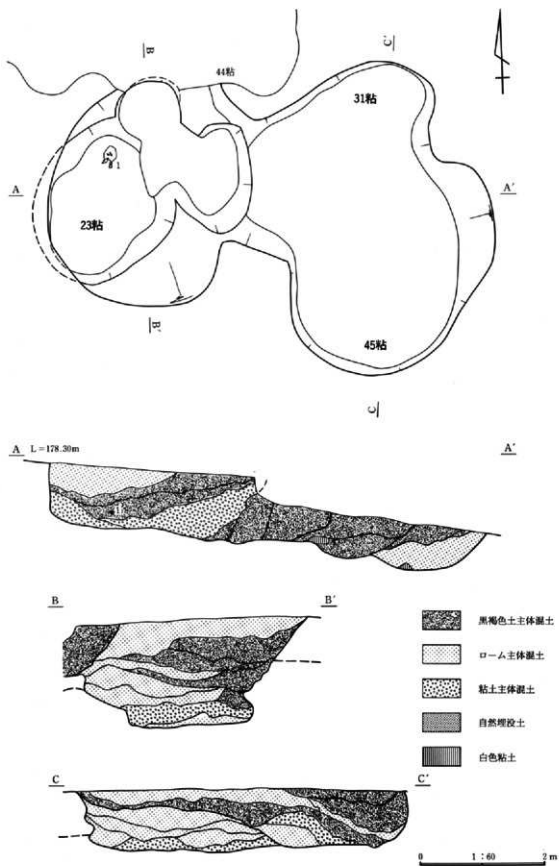 B
C'
44粘
31粘
1
A
A'
23粘
B'
45粘
C
A L=178.30m
A'
B
B'
黒褐色土主体混土
ローム主体混土
粘土主体混土
自然埋没土
白色粘土
C
C'
0 1:60 2m